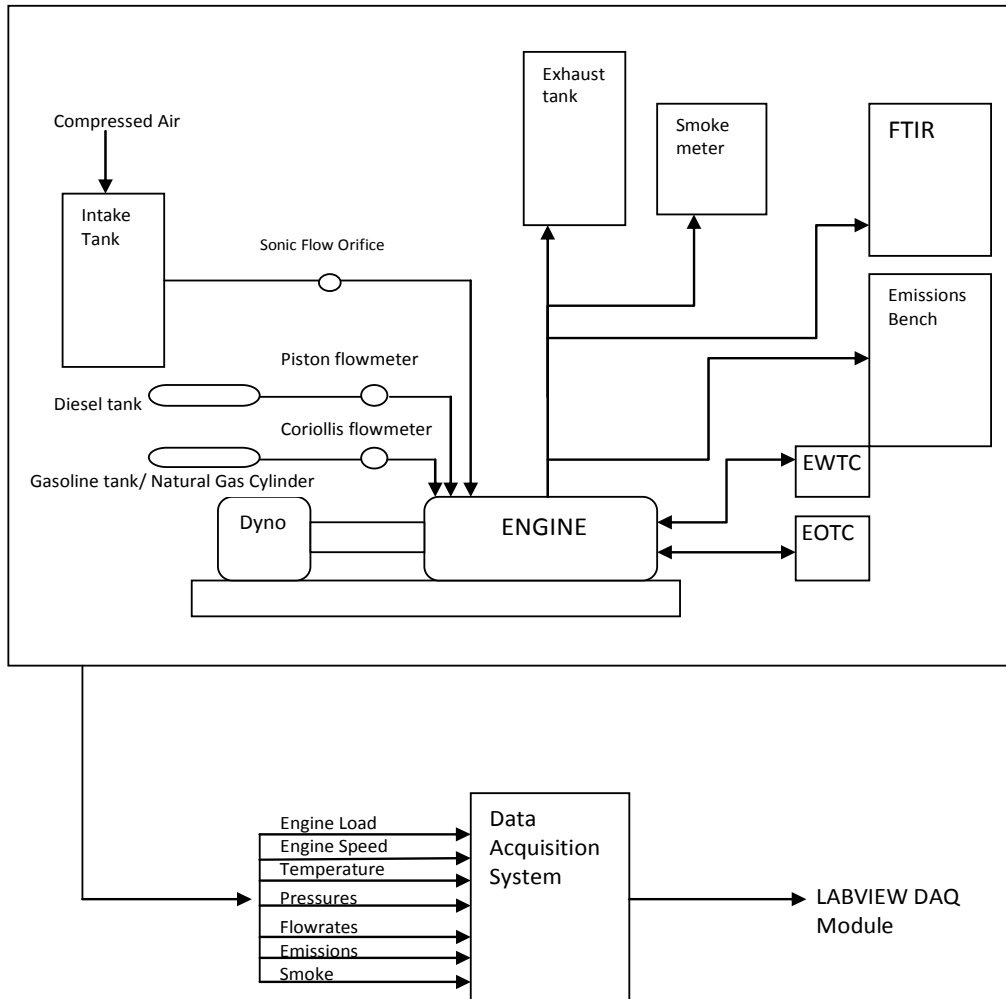 Exhaust
tank
Smoke
meter
FTIR
Compressed Air
Intake
Tank
Sonic Flow Orifice
Emissions
Bench
Piston flowmeter
Diesel tank
Coriollis flowmeter
Gasoline tank/ Natural Gas Cylinder
EWTC
Dyno
ENGINE
EOTC
Engine Load
Engine Speed
Temperature
Pressures
Flowrates
Emissions
Smoke
Data
Acquisition
System
LABVIEW DAQ
Module